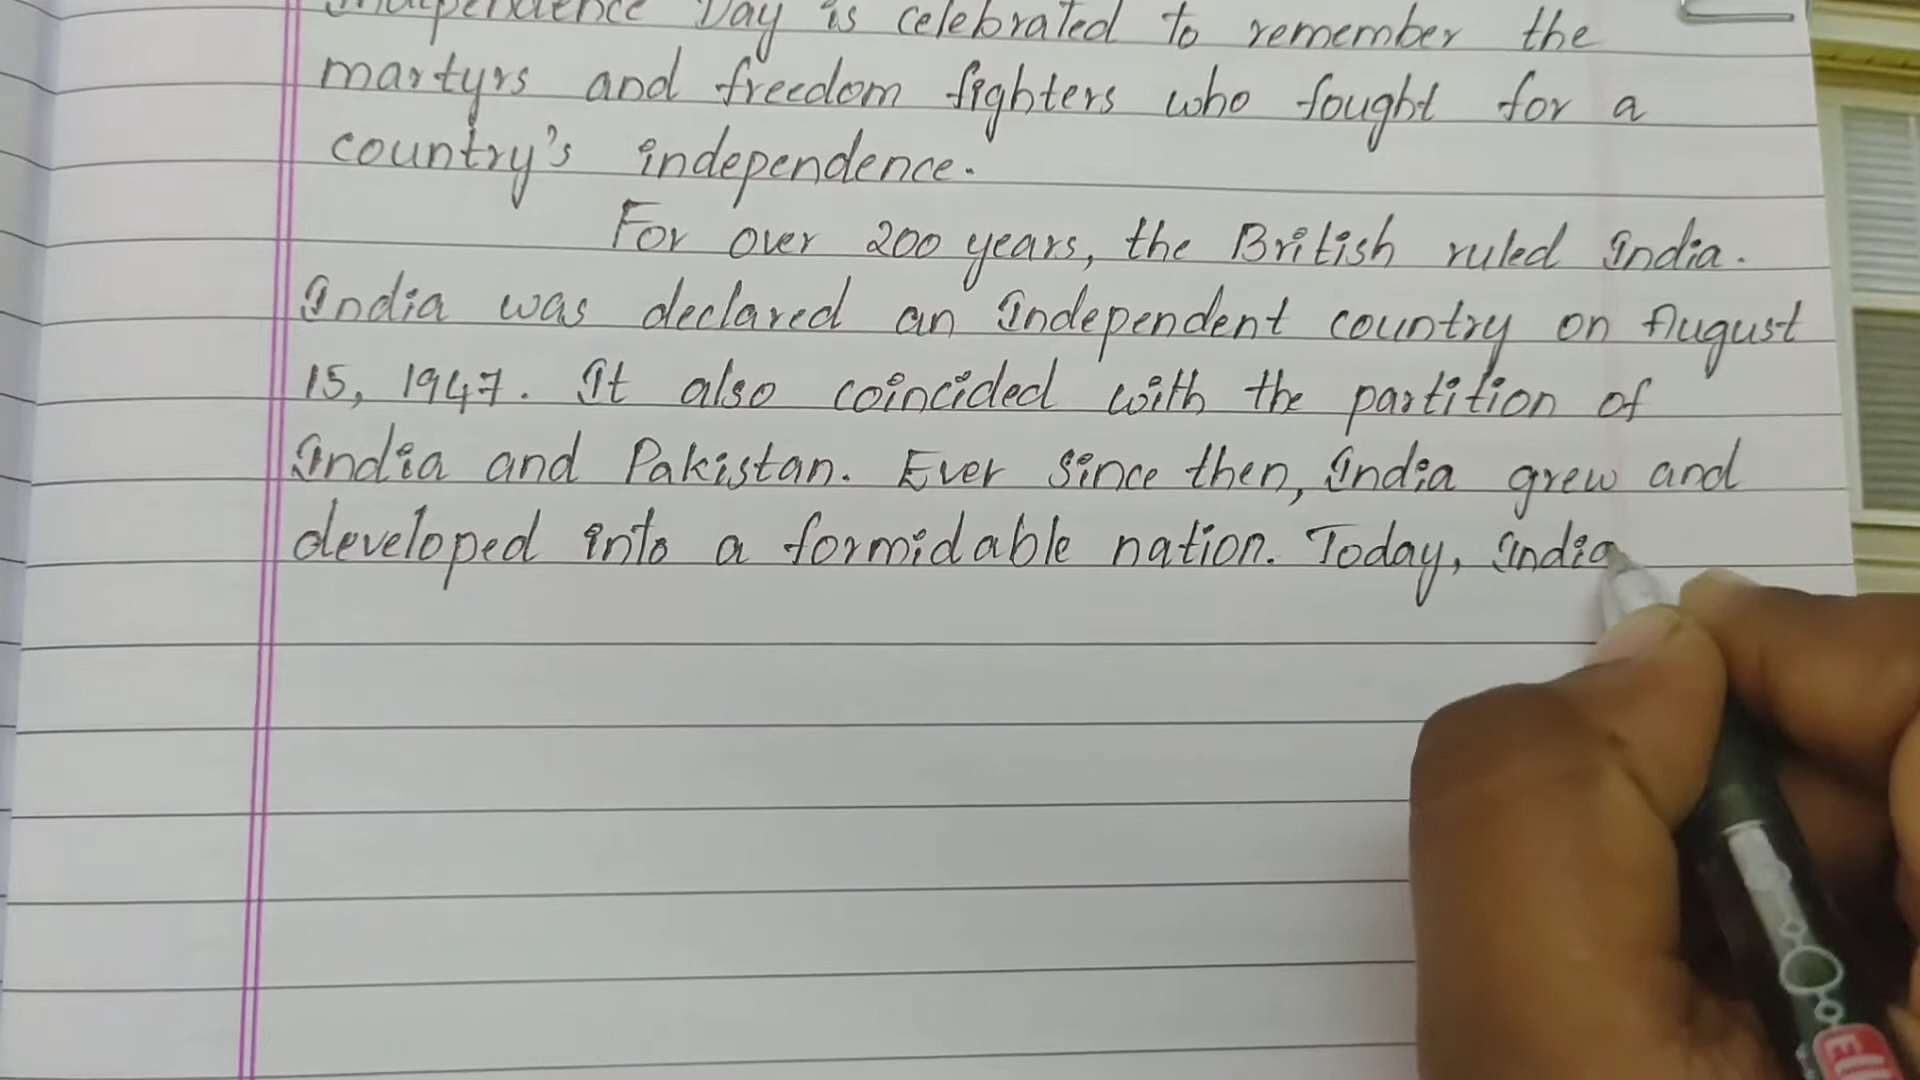 Independence Day is celebrated to remember the
martyrs and freedom fighters who fought for a
country's independence.
For over 200 years, the British ruled India.
India was declared an Independent country on August
15, 1947. It also coincided with the partition of
India and Pakistan. Ever since then, India grew and
developed into a formidable nation. Today, India